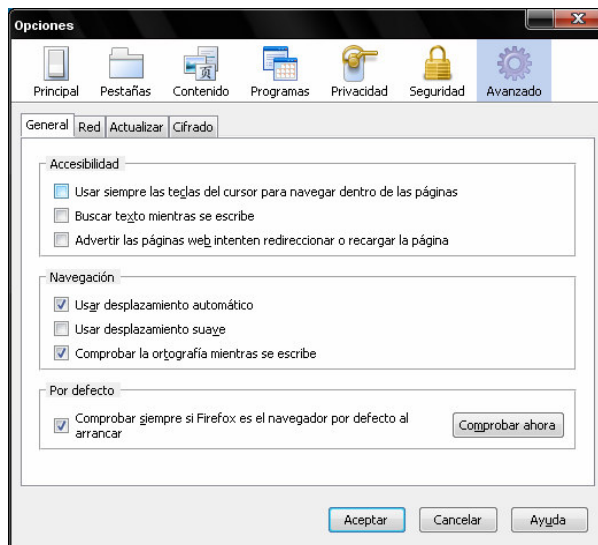 Opciones
Principal Pestañas Contenido Programas Privacidad Seguridad Avanzado
General Red Actualizar Cifrado
Accesibilidad
Usar siempre las teclas del cursor para navegar dentro de las páginas
Buscar texto mientras se escribe
Advertir las páginas web intenten redireccionar o recargar la página
Navegación
Usar desplazamiento automático
Usar desplazamiento suave
Comprobar la ortografía mientras se escribe
Por defecto
Comprobar siempre si Firefox es el navegador por defecto al
arrancar
Comprobar ahora
Aceptar Cancelar Ayuda